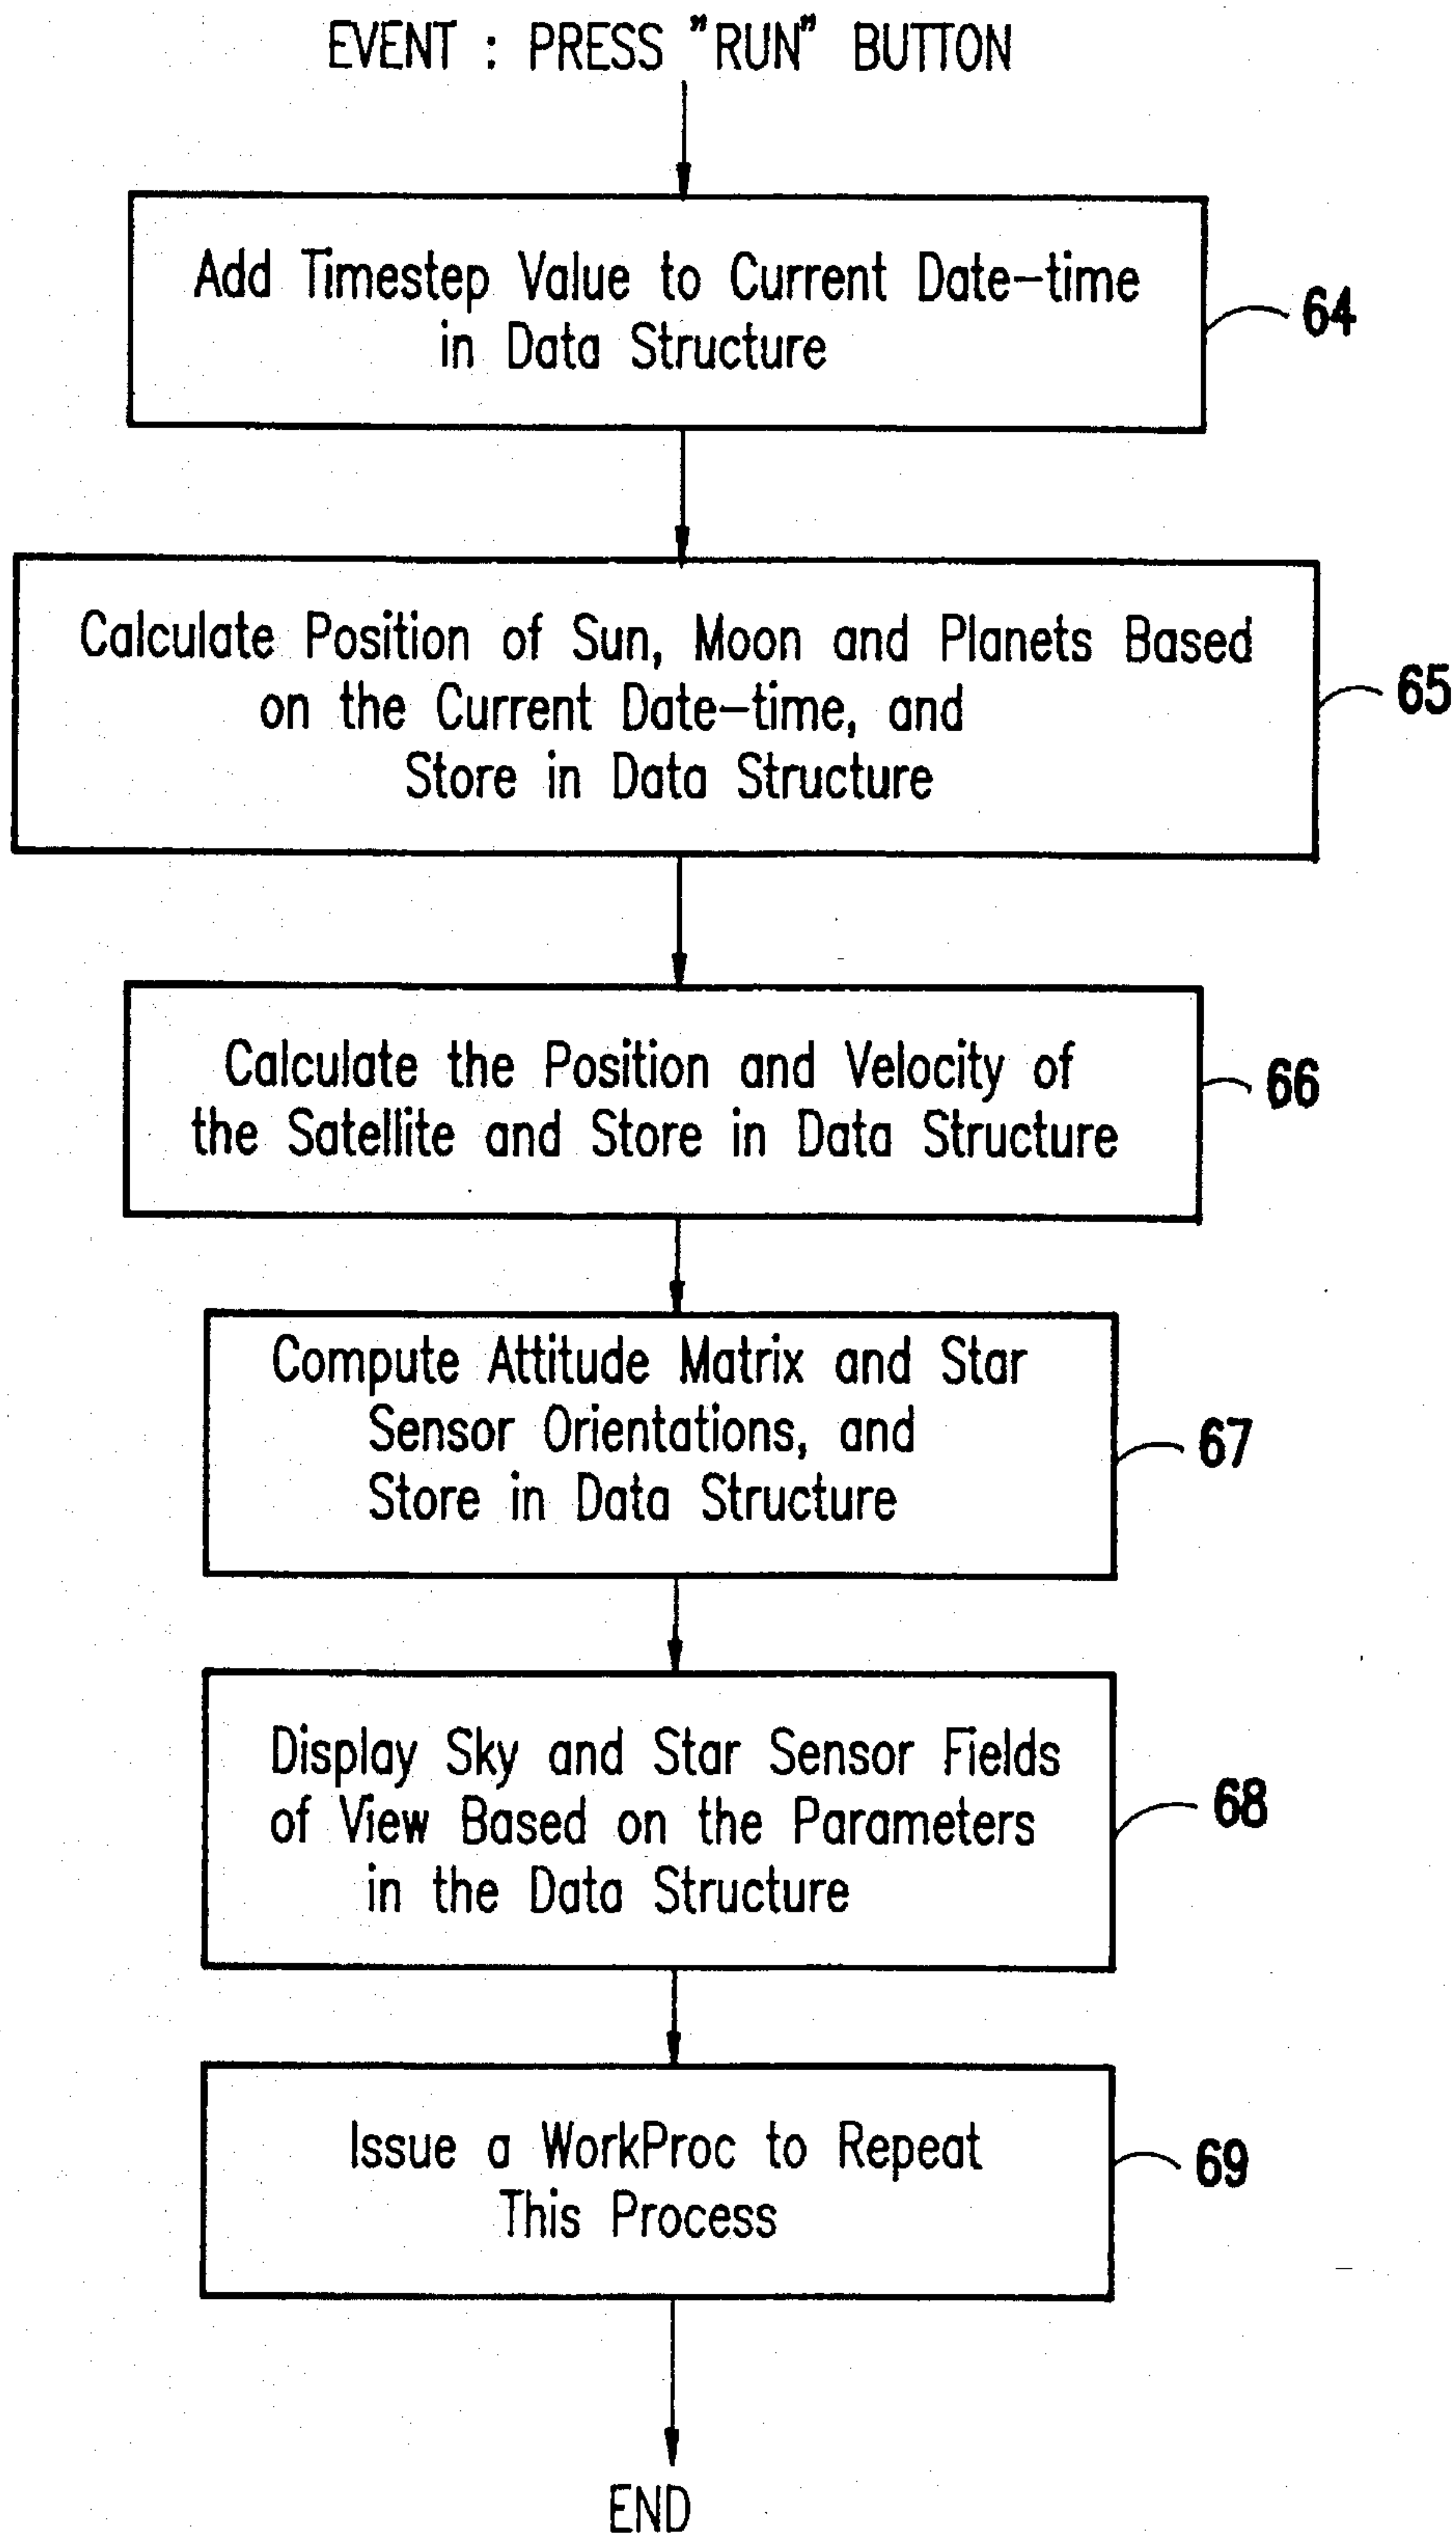 EVENT : PRESS "RUN" BUTTON
Add Timestep Value to Current Date-time
in Data Structure
64
Calculate Position of Sun, Moon and Planets Based
on the Current Date-time, and
Store in Data Structure
65
Calculate the Position and Velocity of
the Satellite and Store in Data Structure
66
Compute Attitude Matrix and Star
Sensor Orientations, and
Store in Data Structure
67
Display Sky and Star Sensor Fields
of View Based on the Parameters
in the Data Structure
68
Issue a WorkProc to Repeat
This Process
69
END